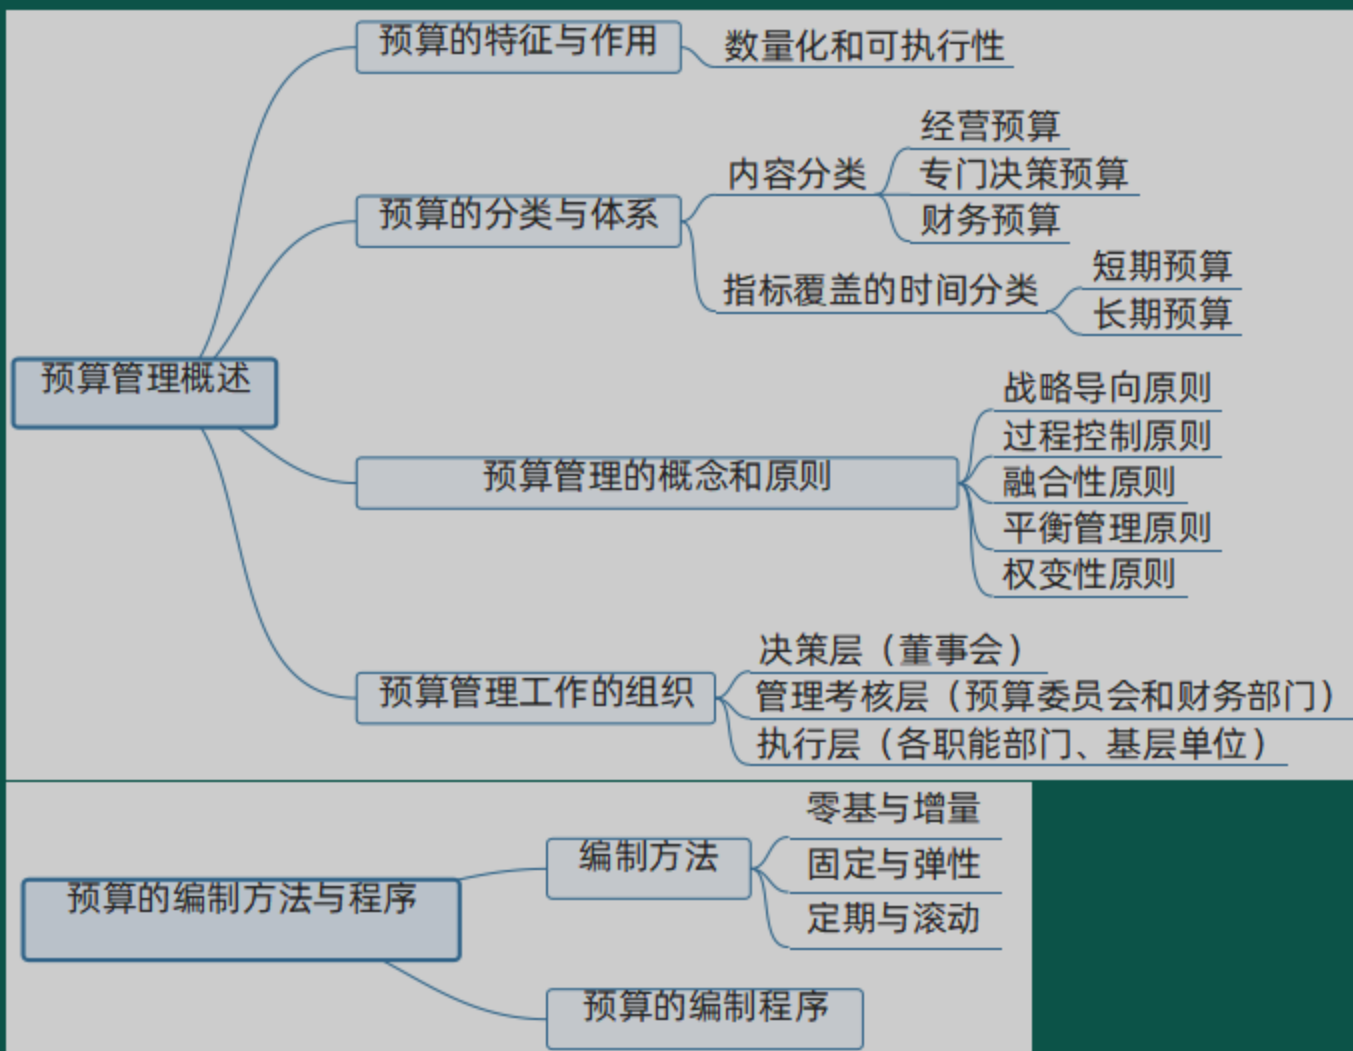 预算的特征与作用
数量化和可执行性
经营预算
内容分类
专门决策预算
预算的分类与体系
财务预算
短期预算
指标覆盖的时间分类
长期预算
预算管理概述
战略导向原则
过程控制原则
预算管理的概念和原则
融合性原则
平衡管理原则
权变性原则
决策层（董事会）
预算管理工作的组织
管理考核层（预算委员会和财务部门）
执行层（各职能部门、基层单位）
零基与增量
编制方法
固定与弹性
预算的编制方法与程序
定期与滚动
预算的编制程序